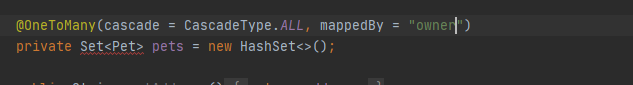 @OneToMany(cascade = CascadeType.ALL, mappedBy = "owner")
private Set<Pet> pets = new HashSet<>();